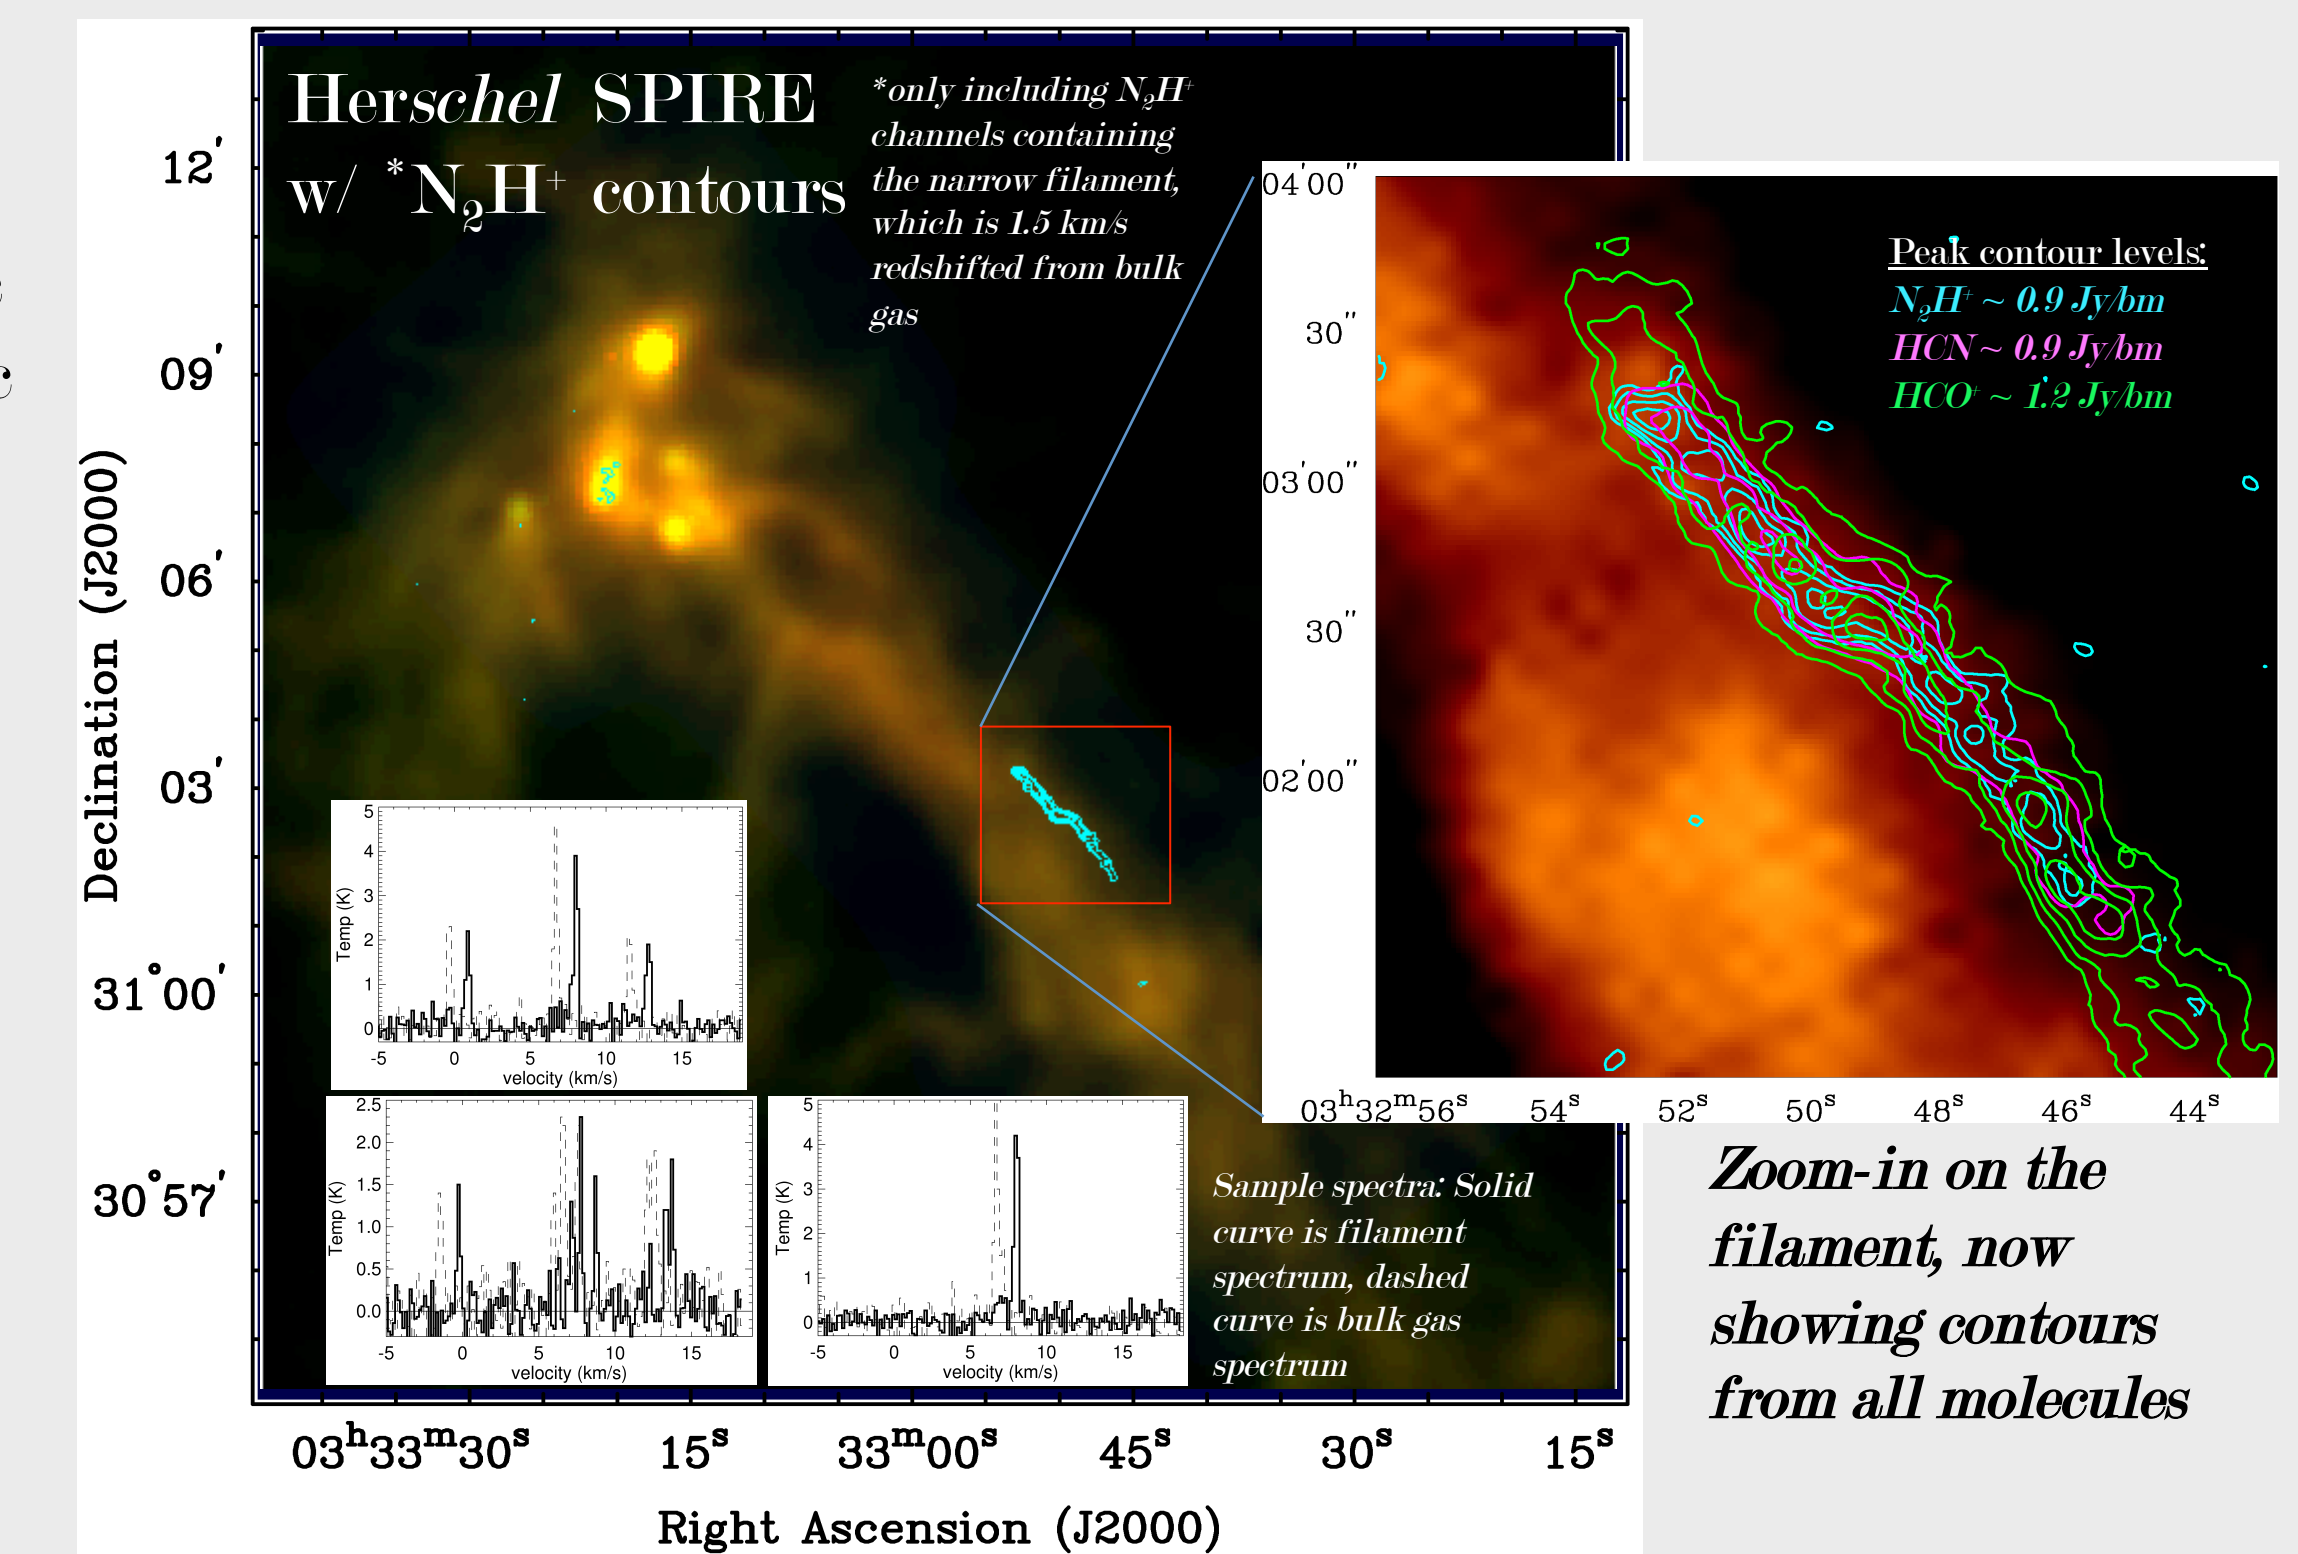 Herschel SPIRE
w/ *N₂H⁺ contours
*only including N₂H⁺
channels containing
the narrow filament,
which is 1.5 km/s
redshifted from bulk
gas
Peak contour levels:
N₂H⁺ ~ 0.9 Jy/bm
HCN ~ 0.9 Jy/bm
HCO⁺ ~ 1.2 Jy/bm
04'00"
30"
03'00"
30"
02'00"
03ʰ32ᵐ56ˢ 54ˢ 52ˢ 50ˢ 48ˢ 46ˢ 44ˢ
Declination (J2000)
12'
09'
06'
03'
31°00'
30°57'
5
4
3
2
1
0
Temp (K)
-5 0 5 10 15
velocity (km/s)
2.5
2.0
1.5
1.0
0.5
0.0
Temp (K)
-5 0 5 10 15
velocity (km/s)
5
4
3
2
1
0
Temp (K)
-5 0 5 10 15
velocity (km/s)
Sample spectra: Solid
curve is filament
spectrum, dashed
curve is bulk gas
spectrum
Zoom-in on the
filament, now
showing contours
from all molecules
03ʰ33ᵐ30ˢ 15ˢ 33ᵐ00ˢ 45ˢ 30ˢ 15ˢ
Right Ascension (J2000)